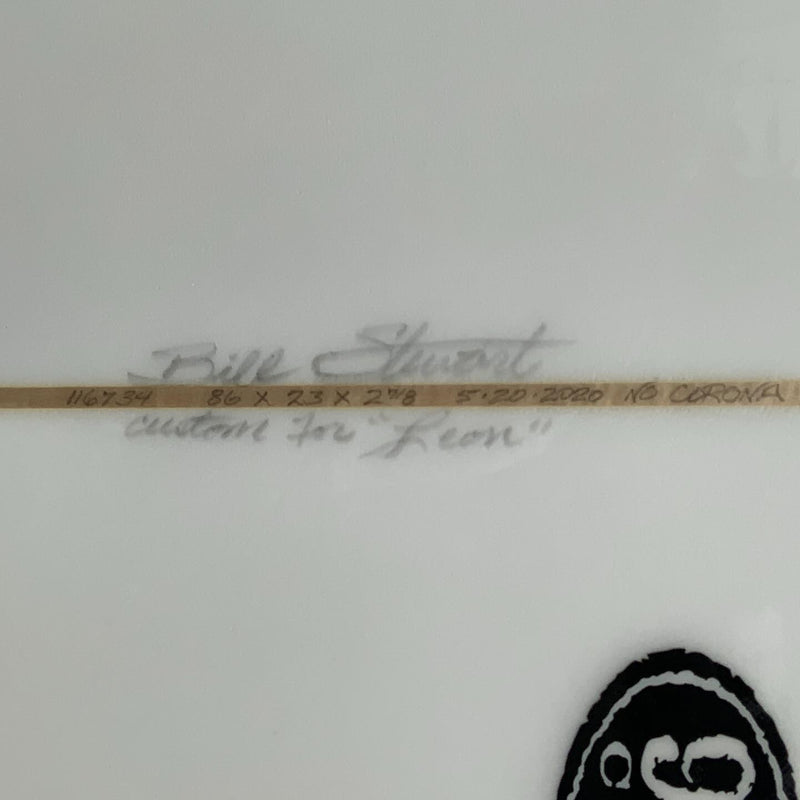 Bill Stewart
116734 86 X 23 X 2 7/8 5·20·2020 NO CORONA
custom for "Leon"